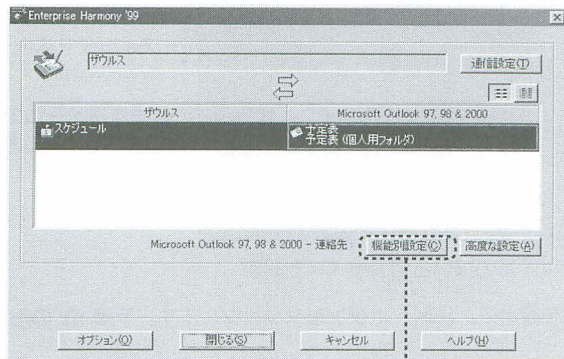 Enterprise Harmony '99
ザウルス
通信設定(T)
ザウルス
Microsoft Outlook 97, 98 & 2000
スケジュール
予定表
予定表 (個人用フォルダ)
Microsoft Outlook 97, 98 & 2000 - 連絡先 :
機能別設定(C)
高度な設定(A)
オプション(O)
閉じる(S)
キャンセル
ヘルプ(H)